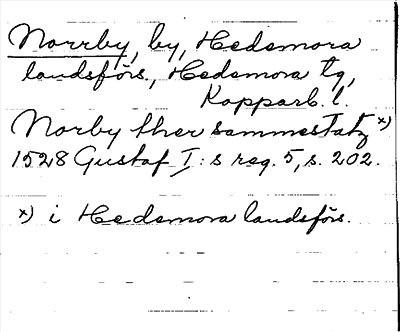 Norrby, by, Hedemora
landsförs., Hedemora tg,
Kopparb. l.
Norby ther sammestatz x)
1528 Gustaf I:s reg. 5, s. 202.
x) i Hedemora landsförs.